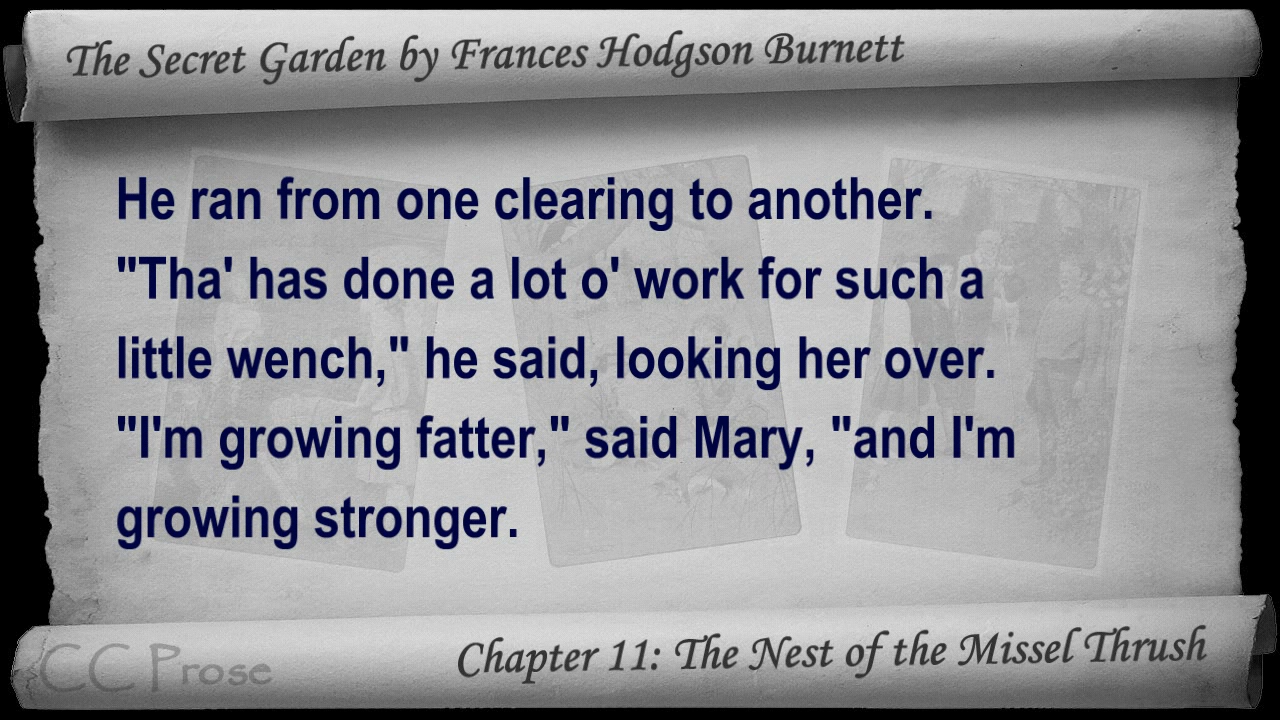 The Secret Garden by Frances Hodgson Burnett
He ran from one clearing to another.
"Tha' has done a lot o' work for such a
little wench," he said, looking her over.
"I'm growing fatter," said Mary, "and I'm
growing stronger.
CC Prose
Chapter 11: The Nest of the Missel Thrush